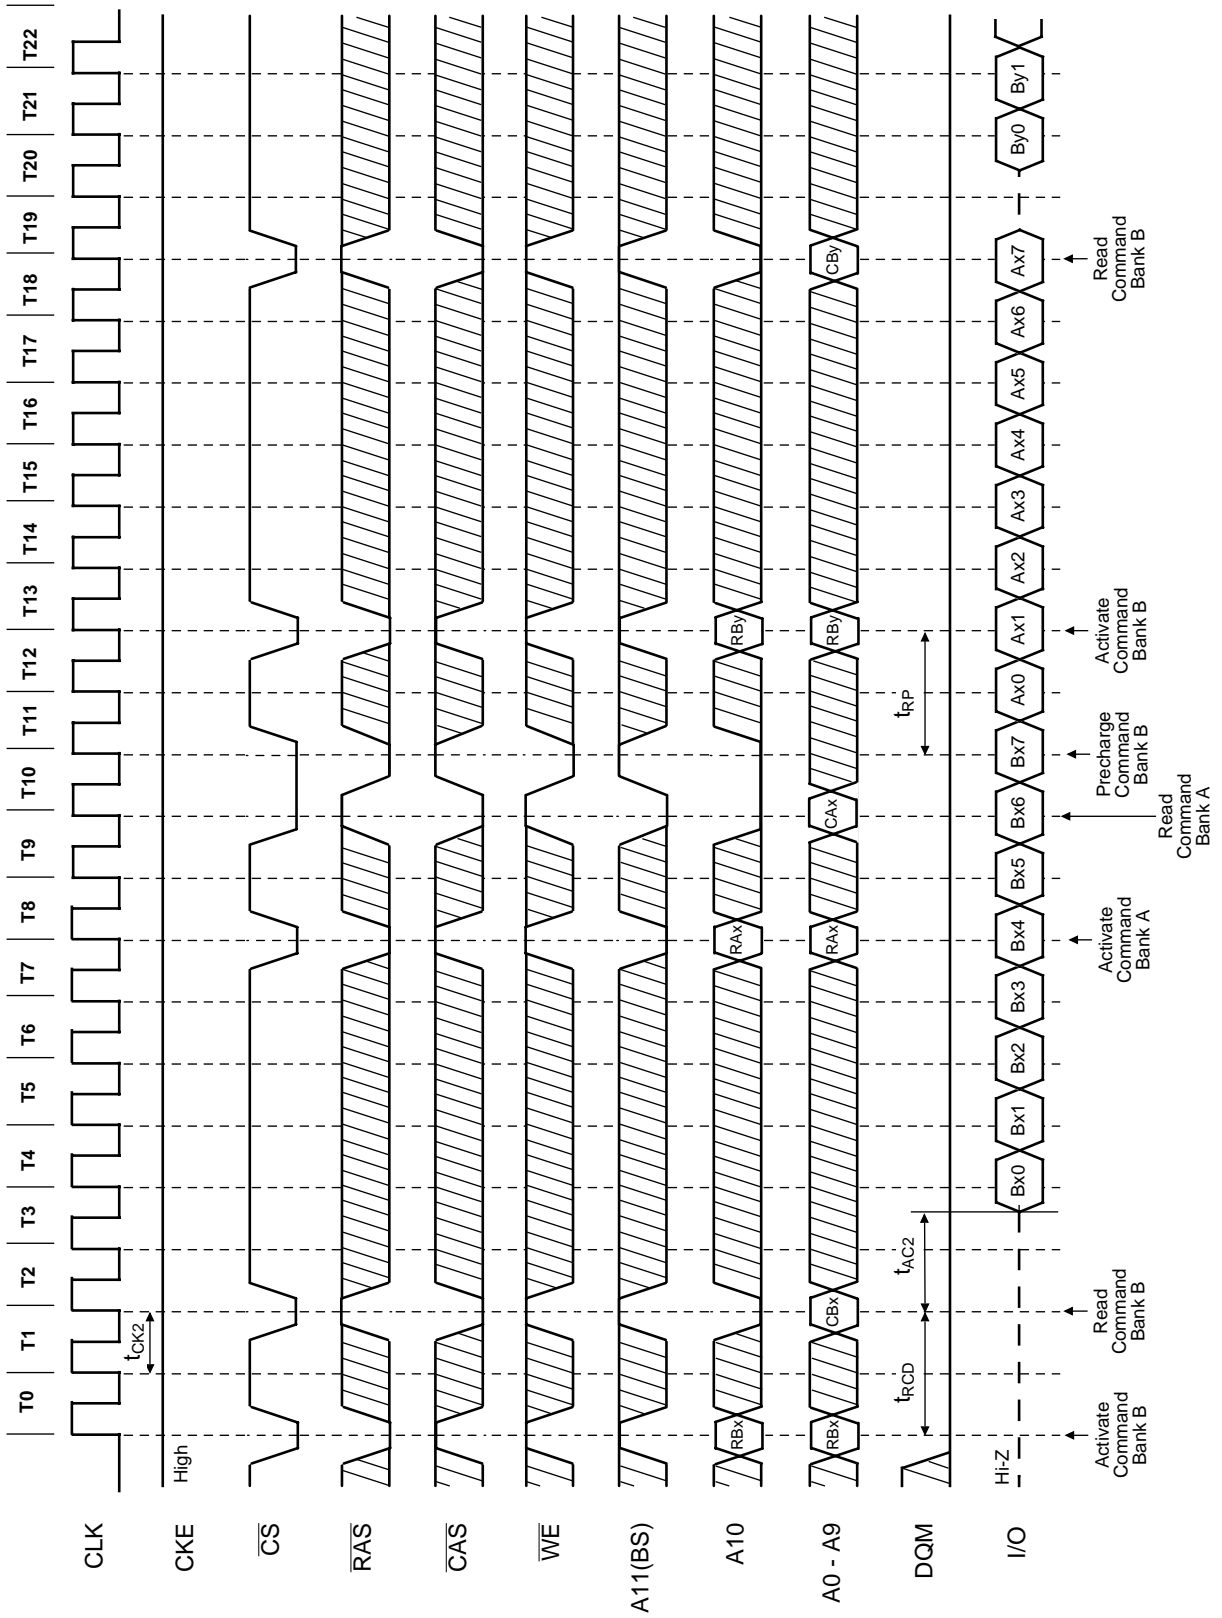 T0 T1 T2 T3 T4 T5 T6 T7 T8 T9 T10 T11 T12 T13 T14 T15 T16 T17 T18 T19 T20 T21 T22
CLK
tCK2
CKE
High
CS
RAS
CAS
WE
A11(BS)
A10
RBx RAx RBy
A0 - A9
RBx CBx RAx CAx RBy CBy
DQM
tRCD tAC2 tRP
I/O
Hi-Z
Bx0 Bx1 Bx2 Bx3 Bx4 Bx5 Bx6 Bx7 Ax0 Ax1 Ax2 Ax3 Ax4 Ax5 Ax6 Ax7 By0 By1
Activate
Command
Bank B
Read
Command
Bank B
Activate
Command
Bank A
Read
Command
Bank A
Precharge
Command
Bank B
Activate
Command
Bank B
Read
Command
Bank B